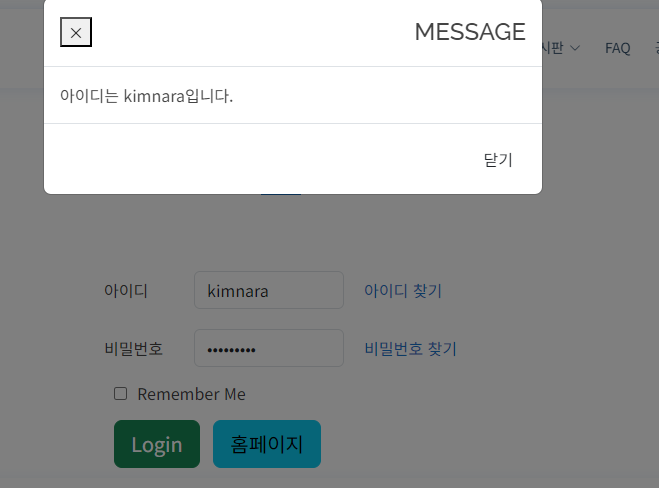 × MESSAGE
아이디는 kimnara입니다.
닫기
FAQ
아이디 kimnara 아이디 찾기
비밀번호 ••••••••• 비밀번호 찾기
Remember Me
Login 홈페이지